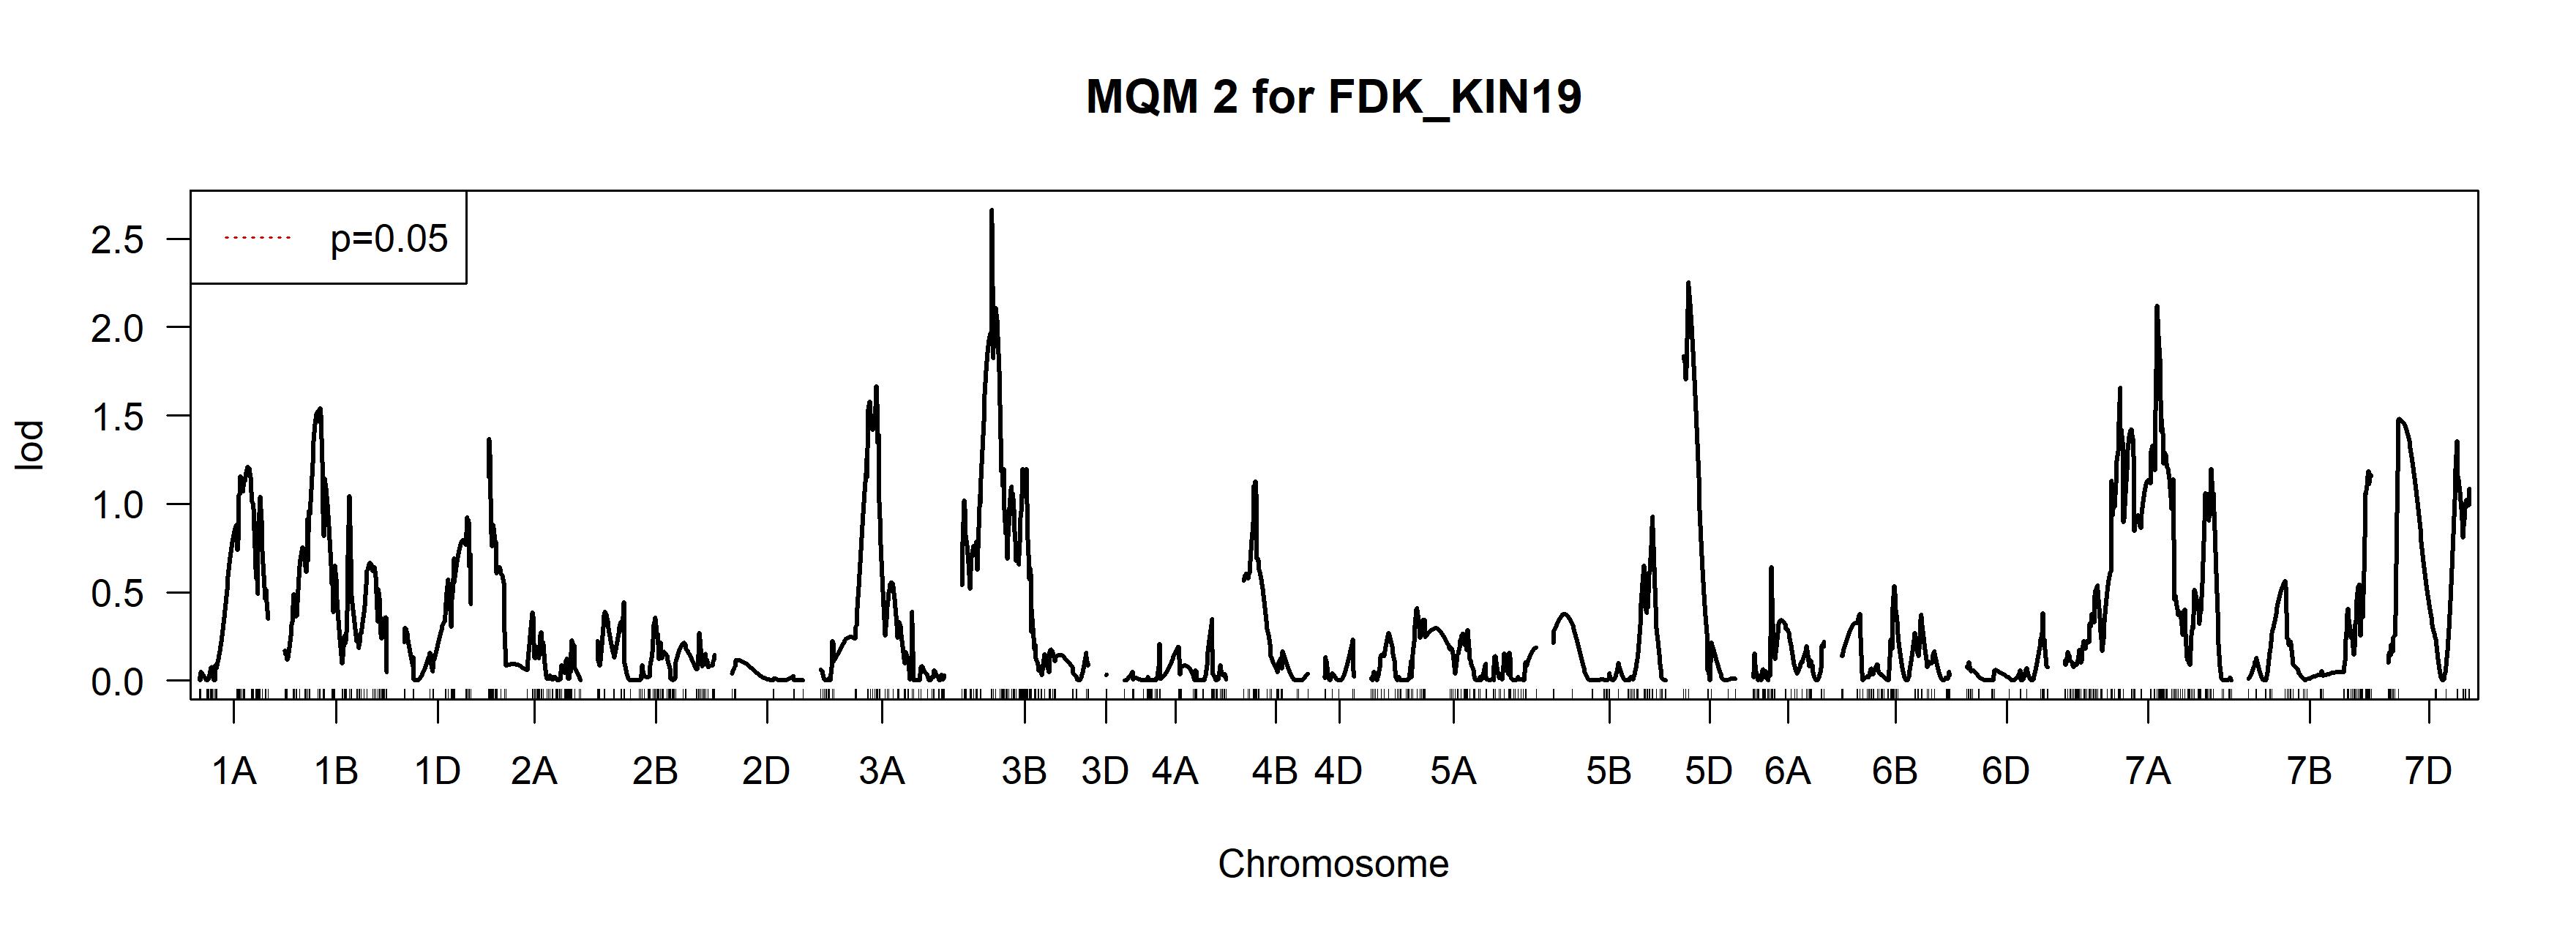 MQM 2 for FDK_KIN19
p=0.05
2.5
2.0
1.5
1.0
0.5
0.0
lod
1A 1B 1D 2A 2B 2D 3A 3B 3D 4A 4B 4D 5A 5B 5D 6A 6B 6D 7A 7B 7D
Chromosome